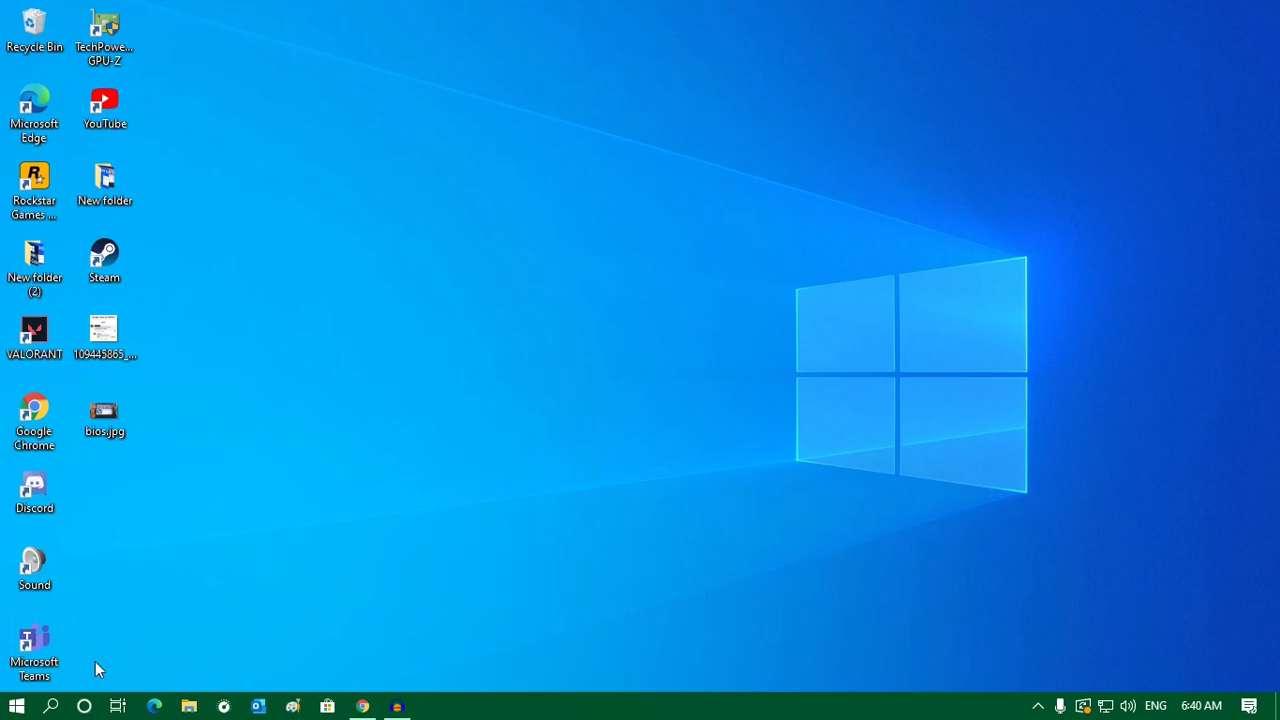 Recycle Bin
TechPowe...
GPU-Z
Microsoft
Edge
YouTube
Rockstar
Games ...
New folder
New folder
(2)
Steam
VALORANT
109445865_...
Google
Chrome
bios.jpg
Discord
Sound
Microsoft
Teams
ENG
6:40 AM